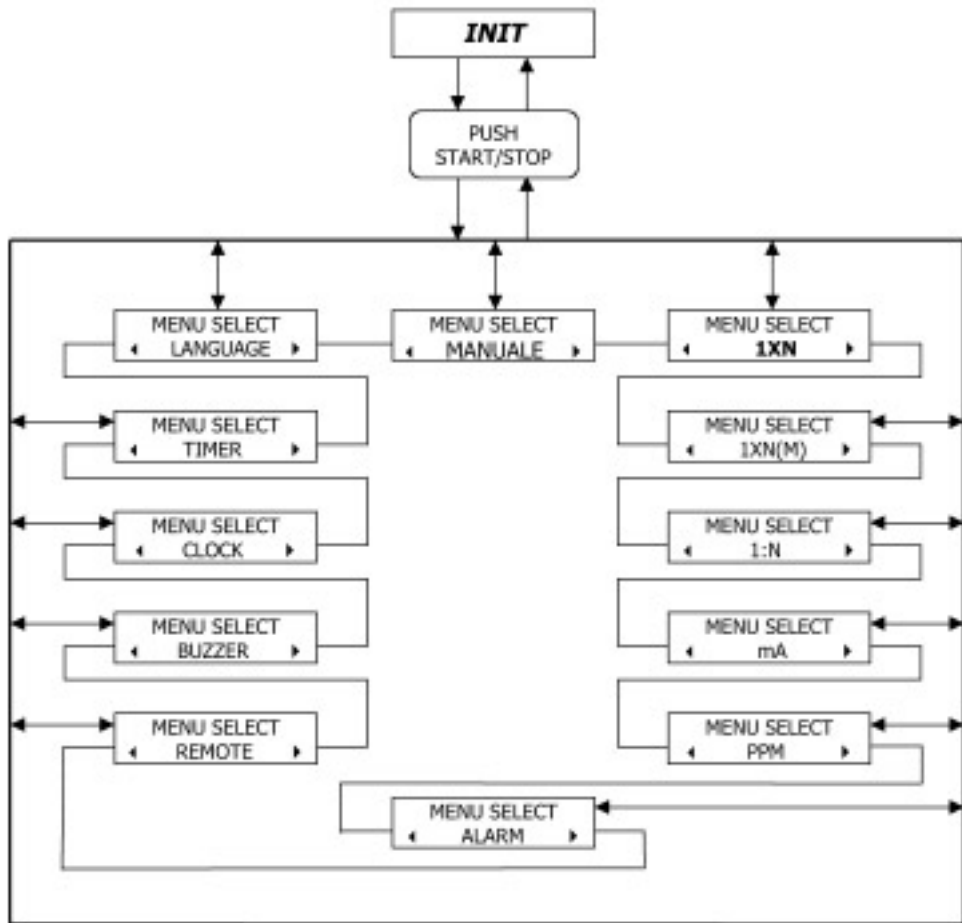 INIT
PUSH
START/STOP
MENU SELECT
LANGUAGE
MENU SELECT
MANUALE
MENU SELECT
1XN
MENU SELECT
TIMER
MENU SELECT
1XN(M)
MENU SELECT
CLOCK
MENU SELECT
1:N
MENU SELECT
BUZZER
MENU SELECT
mA
MENU SELECT
REMOTE
MENU SELECT
PPM
MENU SELECT
ALARM